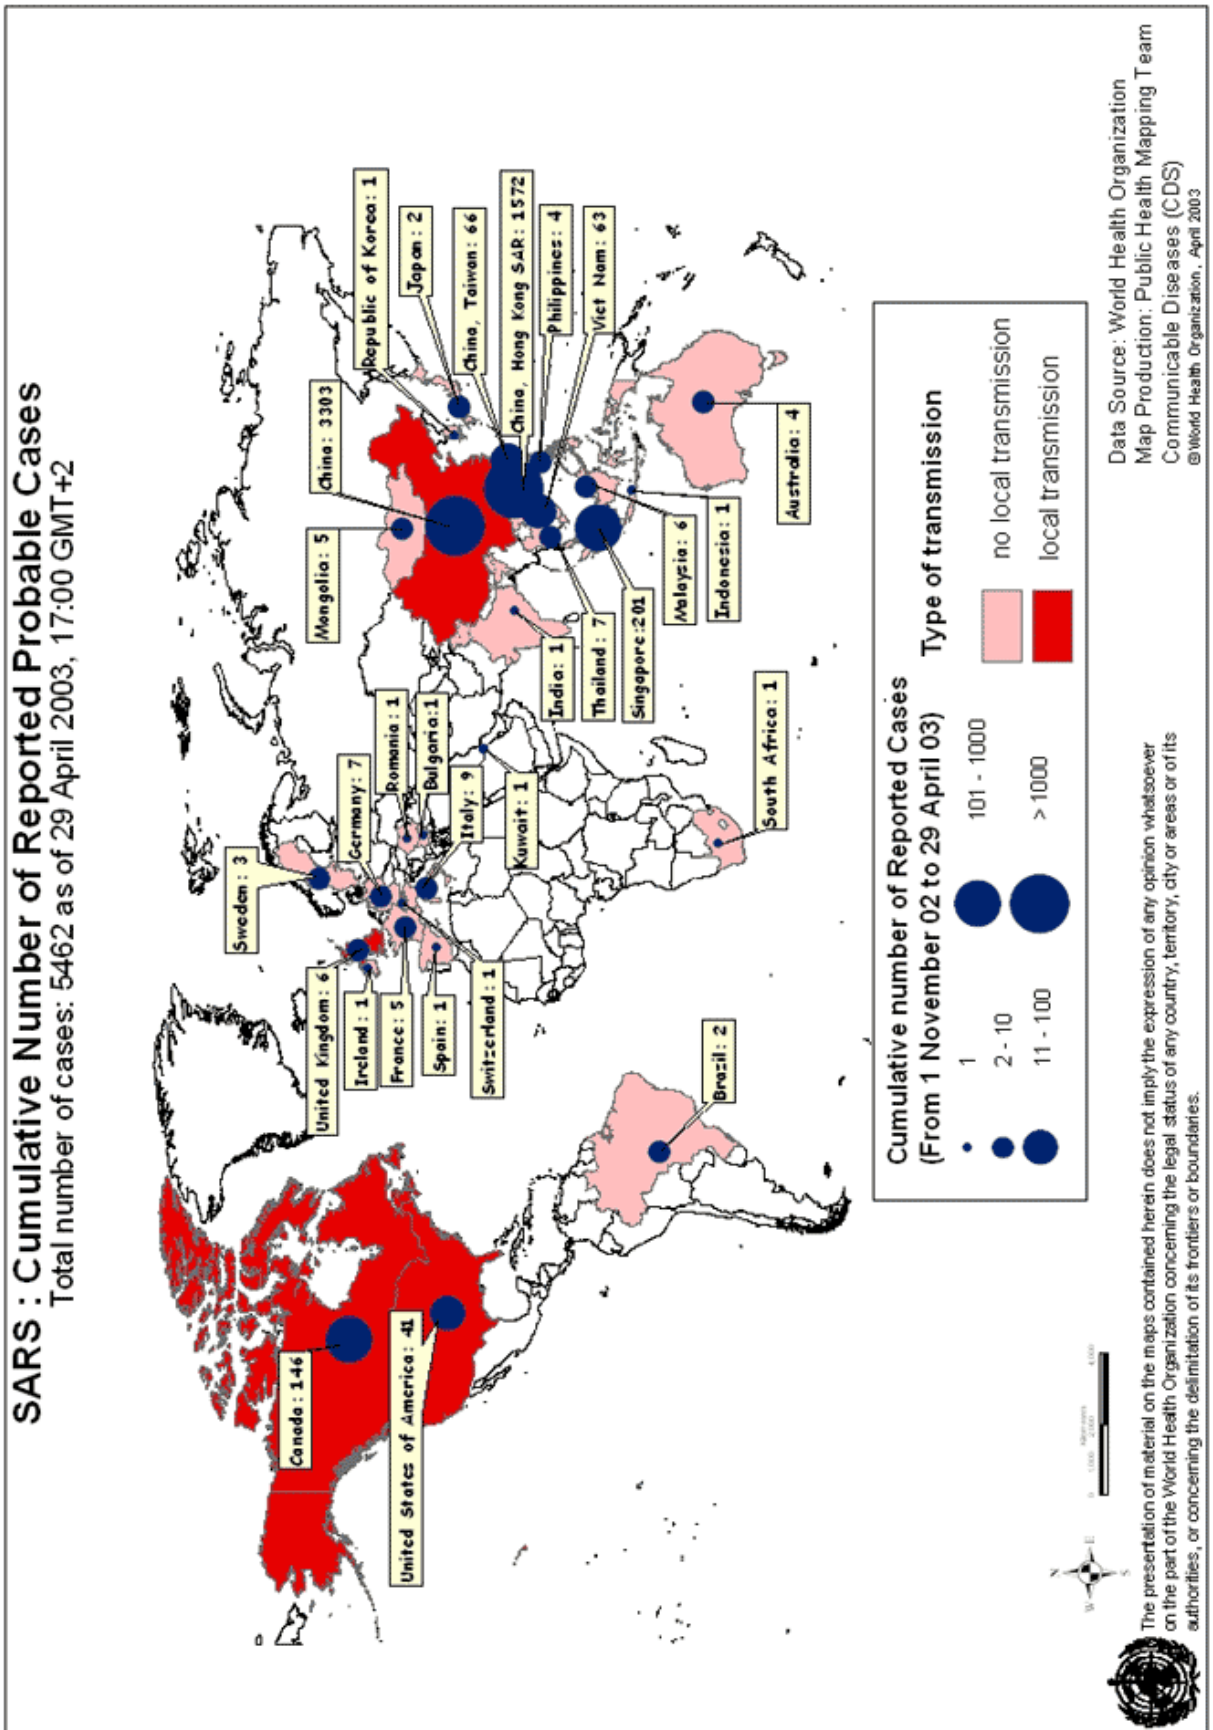 SARS : Cumulative Number of Reported Probable Cases
Total number of cases: 5462 as of 29 April 2003, 17:00 GMT+2
Canada : 146
United States of America: 41
United Kingdom: 6
Ireland : 1
France: 5
Spain: 1
Switzerland : 1
Sweden : 3
Germany: 7
Romania : 1
Bulgaria:1
Italy: 9
Kuwait: 1
Mongolia: 5
China: 3303
Republic of Korea: 1
Japan: 2
China, Taiwan: 66
China, Hong Kong SAR: 1572
Philippines: 4
Viet Nam: 63
India: 1
Thailand : 7
Singapore:201
Malaysia: 6
Indonesia: 1
Australia: 4
South Africa: 1
Brazil: 2
Cumulative number of Reported Cases
(From 1 November 02 to 29 April 03)
1
2 - 10
11 - 100
101 - 1000
>1000
Type of transmission
no local transmission
local transmission
N
W
E
S
Kilometers
0 1,000 2,000 4,000
Data Source: World Health Organization
Map Production: Public Health Mapping Team
Communicable Diseases (CDS)
©World Health Organization, April 2003
The presentation of material on the maps contained herein does not imply the expression of any opinion whatsoever
on the part of the World Health Organization concerning the legal status of any country, territory, city or areas or of its
authorities, or concerning the delimitation of its frontiers or boundaries.